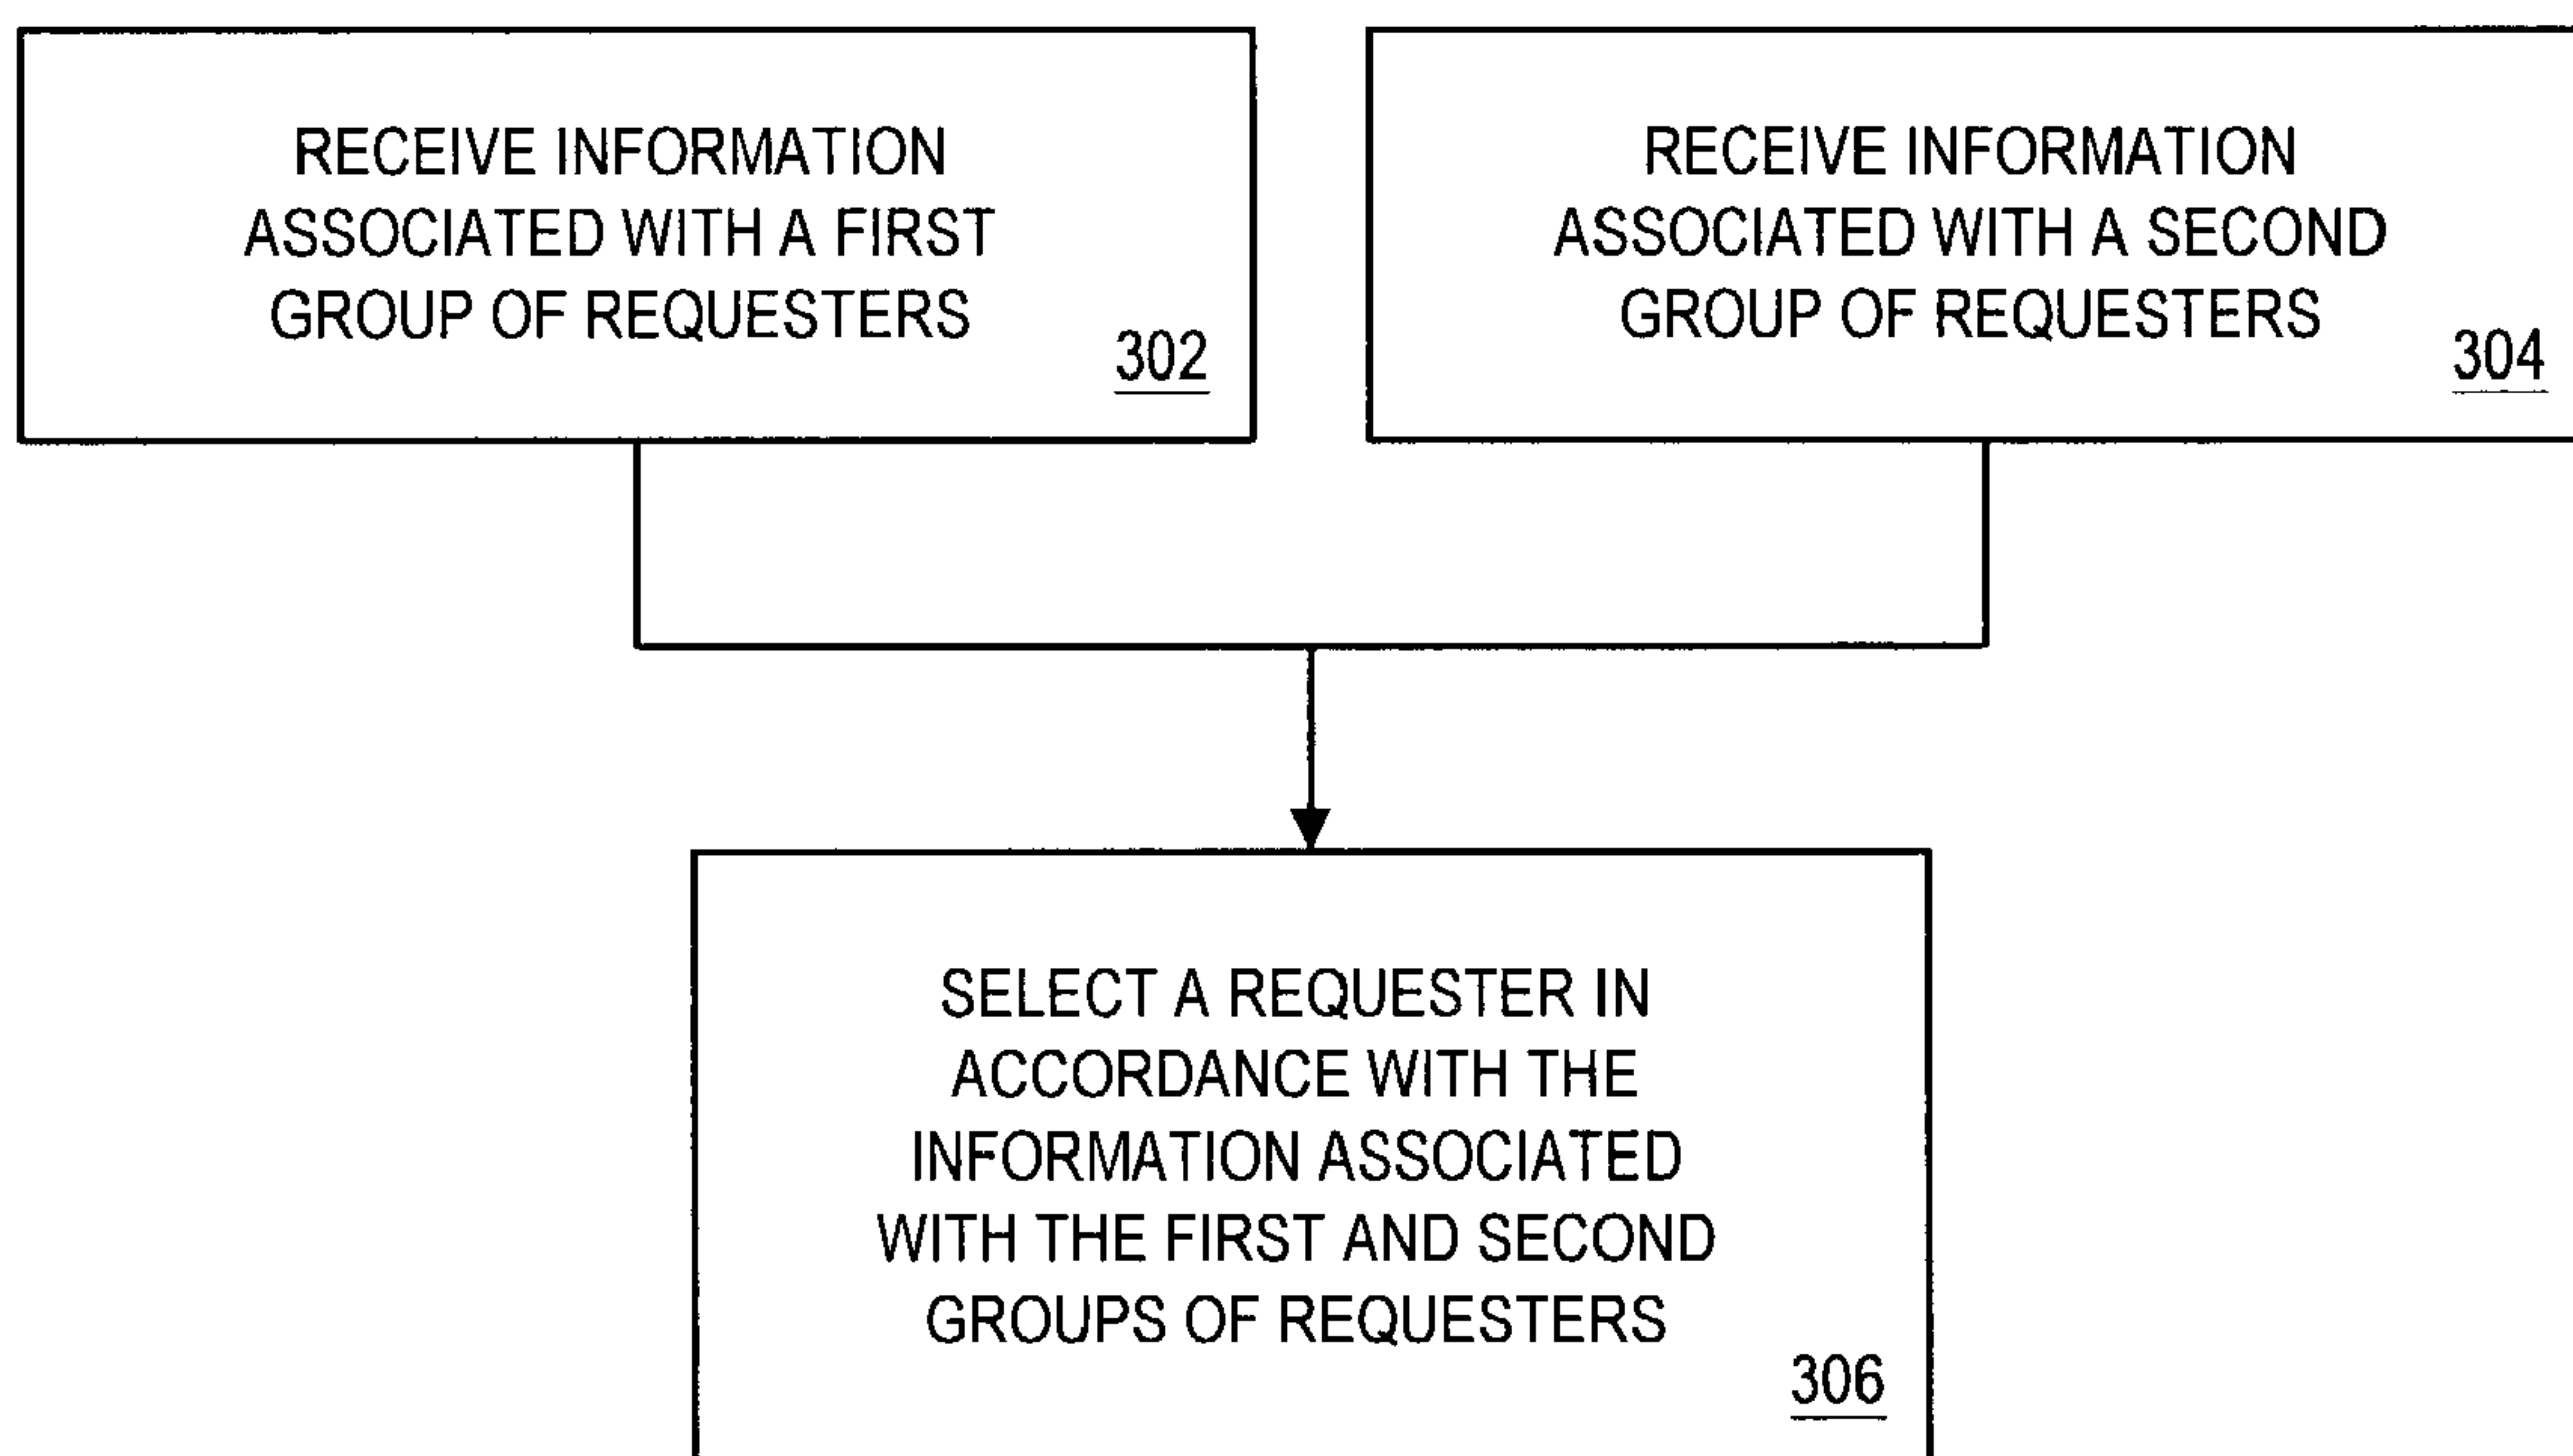 RECEIVE INFORMATION
ASSOCIATED WITH A FIRST
GROUP OF REQUESTERS
302
RECEIVE INFORMATION
ASSOCIATED WITH A SECOND
GROUP OF REQUESTERS
304
SELECT A REQUESTER IN
ACCORDANCE WITH THE
INFORMATION ASSOCIATED
WITH THE FIRST AND SECOND
GROUPS OF REQUESTERS
306